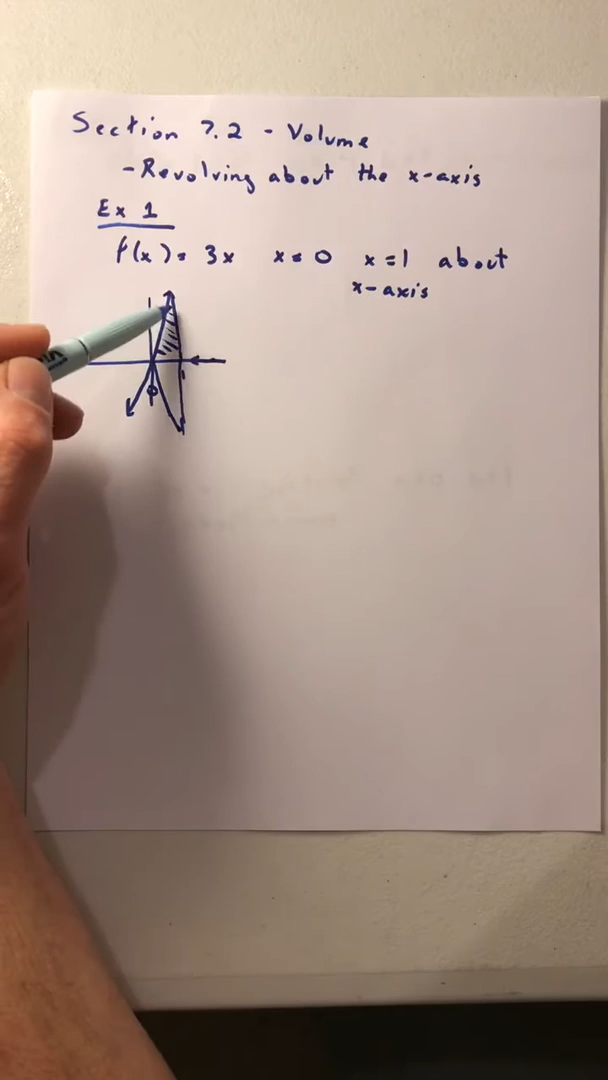 Section 7.2 - Volume
- Revolving about the x-axis
Ex 1
f(x) = 3x x = 0 x = 1 about
x-axis